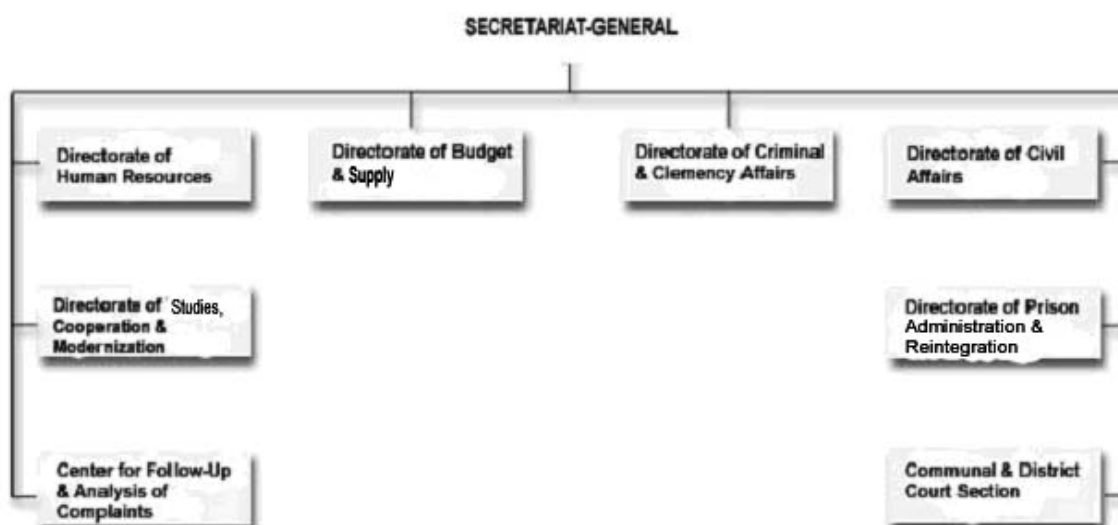 SECRETARIAT-GENERAL
Directorate of
Human Resources
Directorate of Budget
& Supply
Directorate of Criminal
& Clemency Affairs
Directorate of Civil
Affairs
Directorate of Studies,
Cooperation &
Modernization
Directorate of Prison
Administration &
Reintegration
Center for Follow-Up
& Analysis of
Complaints
Communal & District
Court Section